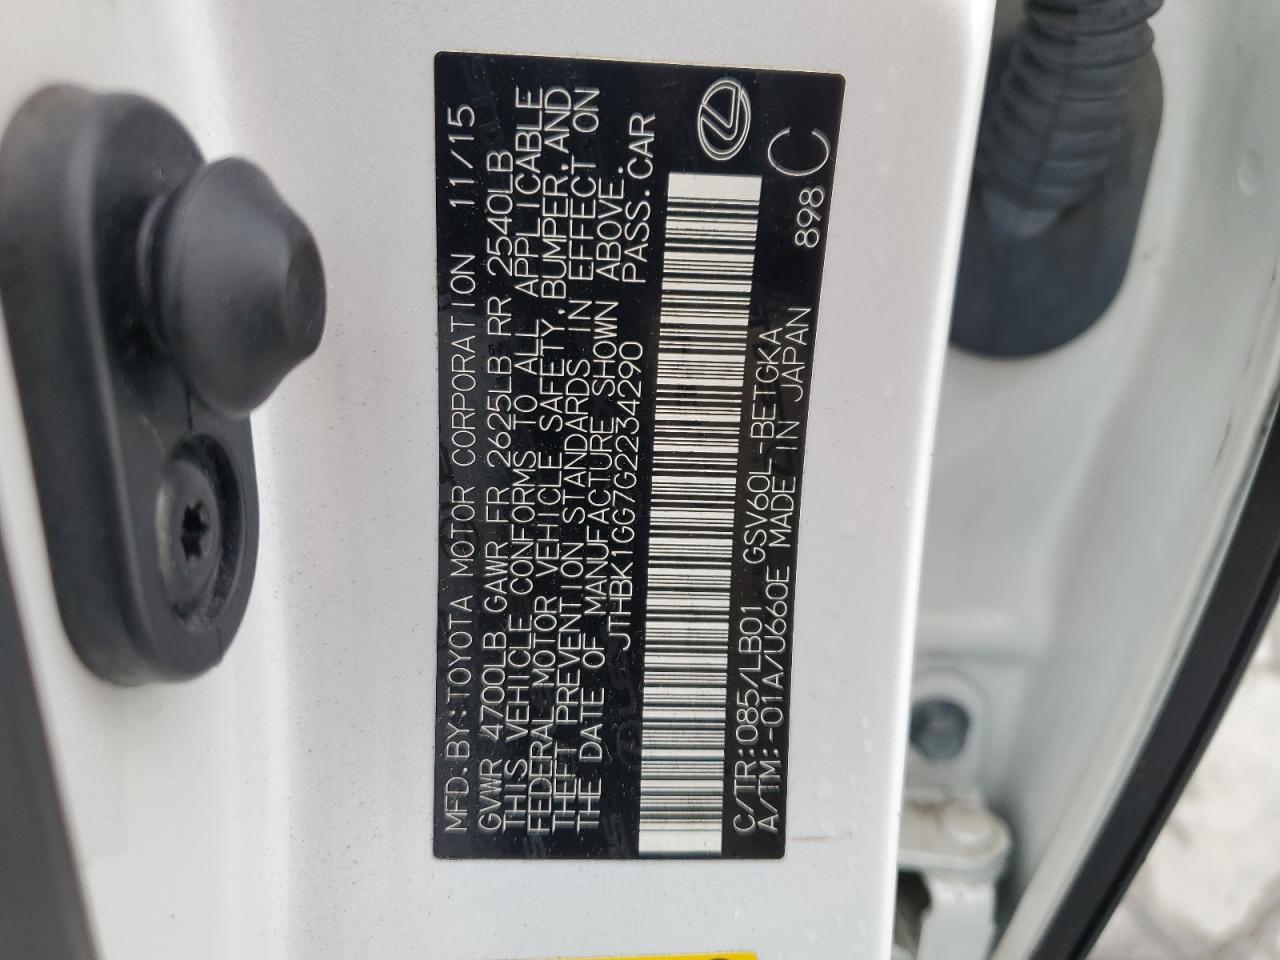 MFD.BY:TOYOTA MOTOR CORPORATION 11/15
GVWR 4700LB GAWR FR 2625LB RR 2540LB
THIS VEHICLE CONFORMS TO ALL APPLICABLE
FEDERAL MOTOR VEHICLE SAFETY, BUMPER, AND
THEFT PREVENTION STANDARDS IN EFFECT ON
THE DATE OF MANUFACTURE SHOWN ABOVE.
JTHBK1GG7G2234290 PASS.CAR
C/TR:085/LB01 GSV60L-BETGKA
A/TM:-01A/U660E MADE IN JAPAN 898 C